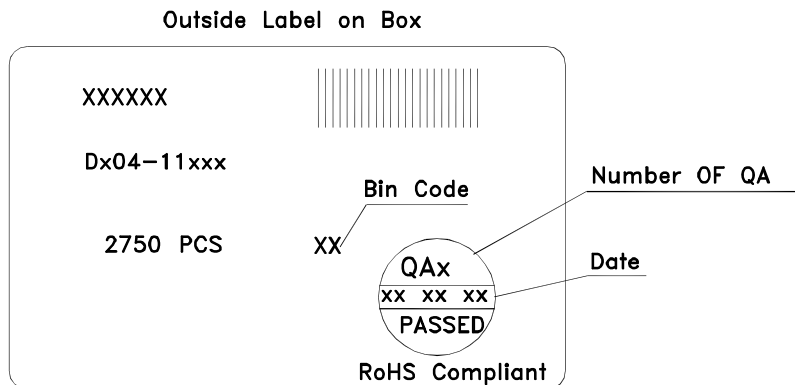 Outside Label on Box
XXXXXX
Dx04-11xxx
Bin Code
Number OF QA
2750 PCS
XX
QAx
Date
xx xx xx
PASSED
RoHS Compliant